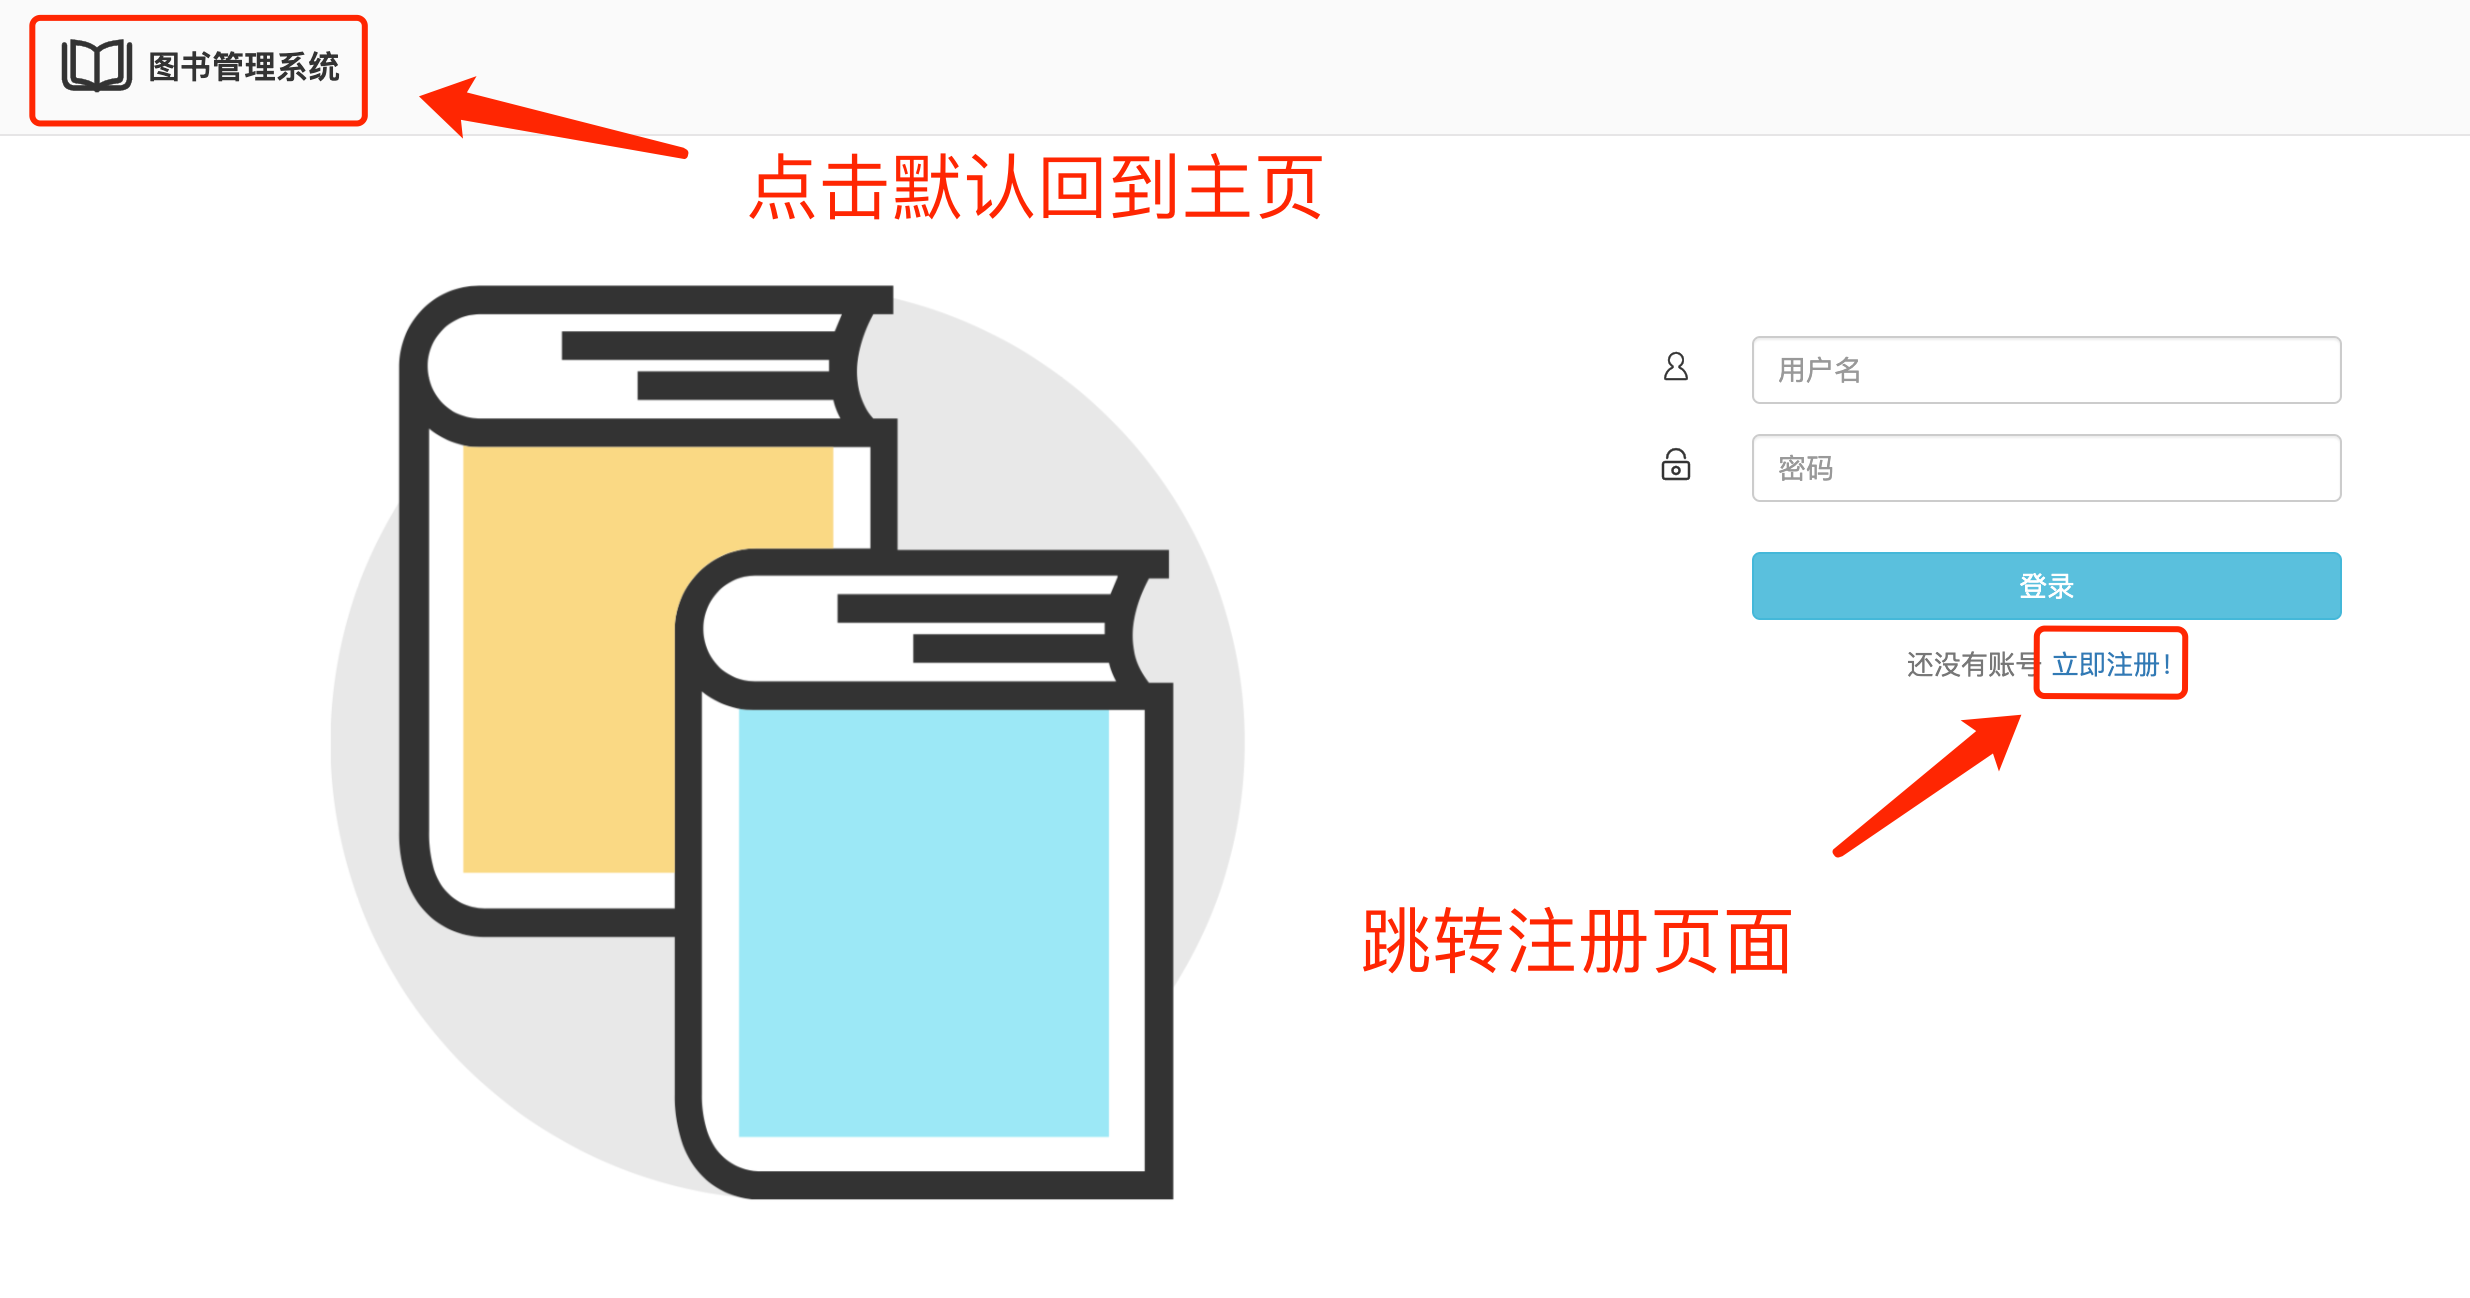 图书管理系统
点击默认回到主页
用户名
密码
登录
还没有账号 立即注册!
跳转注册页面